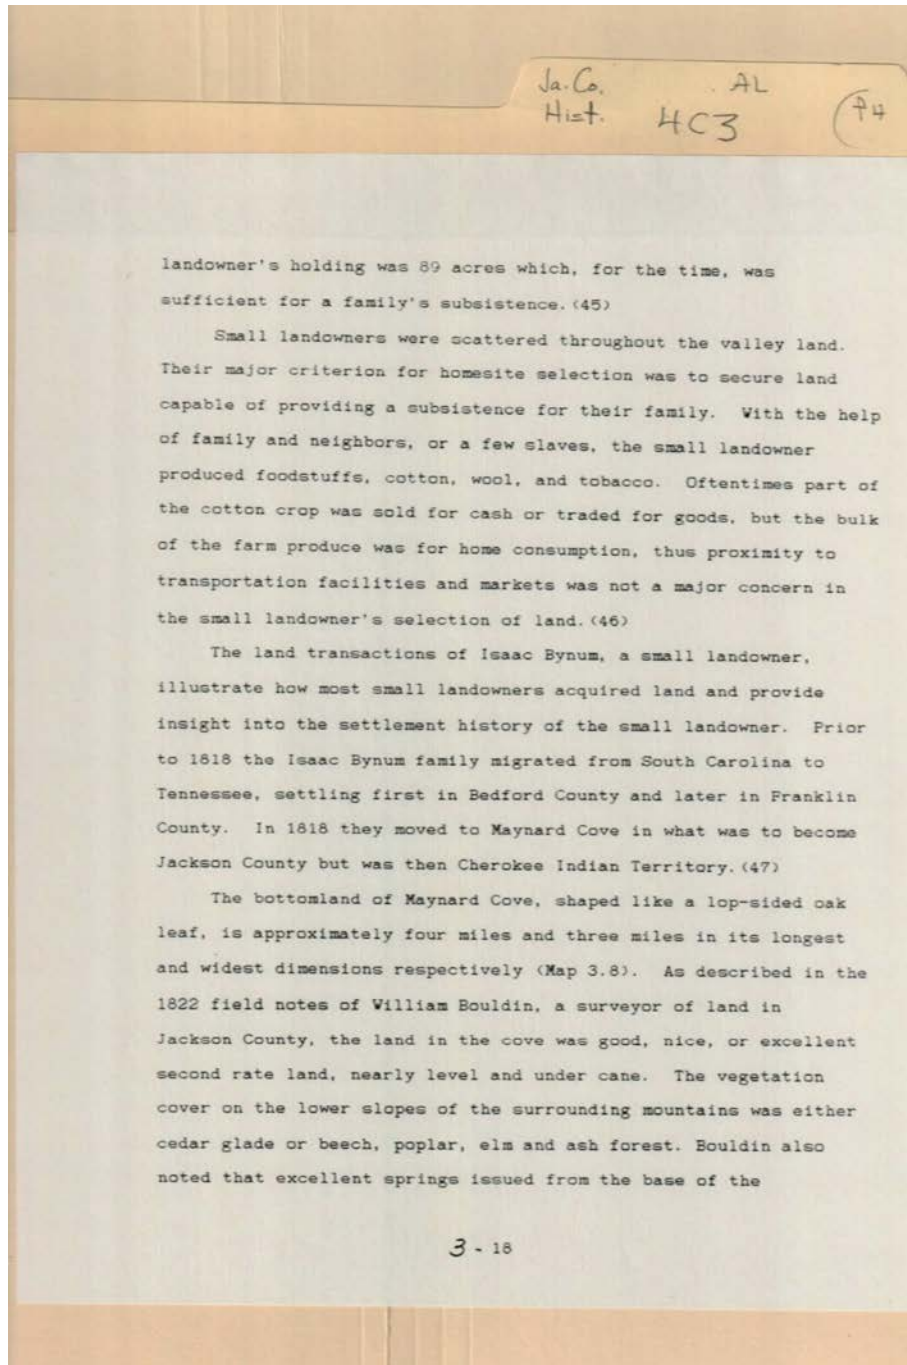 Ja. Co. AL
Hist. 4C3 P4
landowner's holding was 89 acres which, for the time, was
sufficient for a family's subsistence.(45)
Small landowners were scattered throughout the valley land.
Their major criterion for homesite selection was to secure land
capable of providing a subsistence for their family. With the help
of family and neighbors, or a few slaves, the small landowner
produced foodstuffs, cotton, wool, and tobacco. Oftentimes part of
the cotton crop was sold for cash or traded for goods, but the bulk
of the farm produce was for home consumption, thus proximity to
transportation facilities and markets was not a major concern in
the small landowner's selection of land.(46)
The land transactions of Isaac Bynum, a small landowner,
illustrate how most small landowners acquired land and provide
insight into the settlement history of the small landowner. Prior
to 1818 the Isaac Bynum family migrated from South Carolina to
Tennessee, settling first in Bedford County and later in Franklin
County. In 1818 they moved to Maynard Cove in what was to become
Jackson County but was then Cherokee Indian Territory.(47)
The bottomland of Maynard Cove, shaped like a lop-sided oak
leaf, is approximately four miles and three miles in its longest
and widest dimensions respectively (Map 3.8). As described in the
1822 field notes of William Bouldin, a surveyor of land in
Jackson County, the land in the cove was good, nice, or excellent
second rate land, nearly level and under cane. The vegetation
cover on the lower slopes of the surrounding mountains was either
cedar glade or beech, poplar, elm and ash forest. Bouldin also
noted that excellent springs issued from the base of the
3 - 18